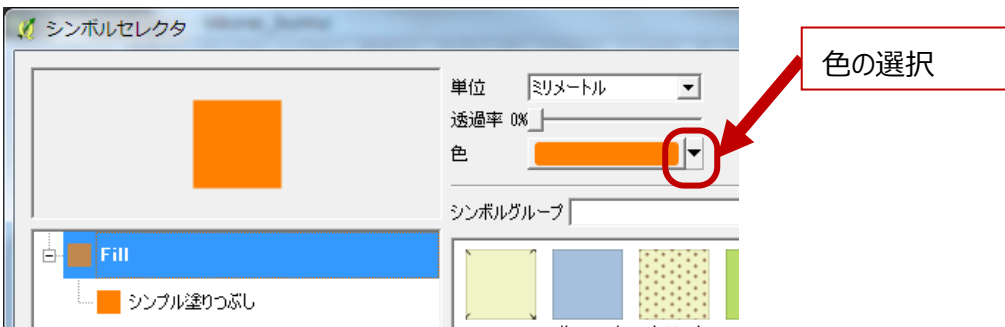 シンボルセレクタ
色の選択
単位 ミリメートル
透過率 0%
色
シンボルグループ
Fill
シンプル塗りつぶし